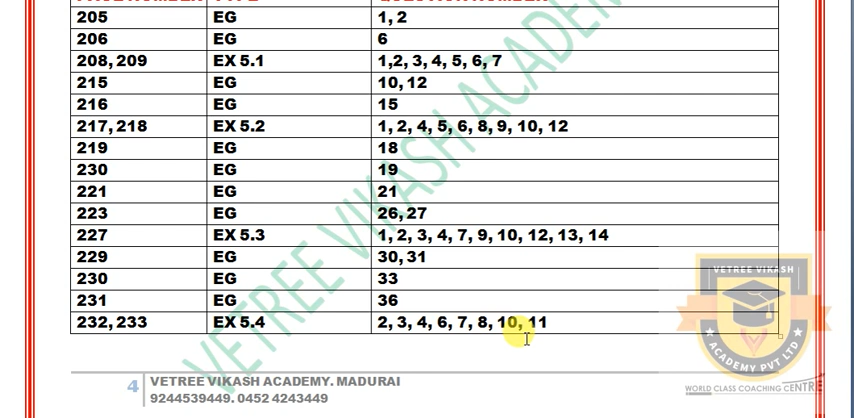 205 EG 1, 2
206 EG 6
208, 209 EX 5.1 1,2, 3, 4, 5, 6, 7
215 EG 10, 12
216 EG 15
217, 218 EX 5.2 1, 2, 4, 5, 6, 8, 9, 10, 12
219 EG 18
230 EG 19
221 EG 21
223 EG 26, 27
227 EX 5.3 1, 2, 3, 4, 7, 9, 10, 12, 13, 14
229 EG 30, 31
230 EG 33
231 EG 36
232, 233 EX 5.4 2, 3, 4, 6, 7, 8, 10, 11
VETREE VIKASH ACADEMY
VETREE VIKASH
ACADEMY PVT LTD
WORLD CLASS COACHING CENTRE
4 VETREE VIKASH ACADEMY. MADURAI
9244539449. 0452 4243449